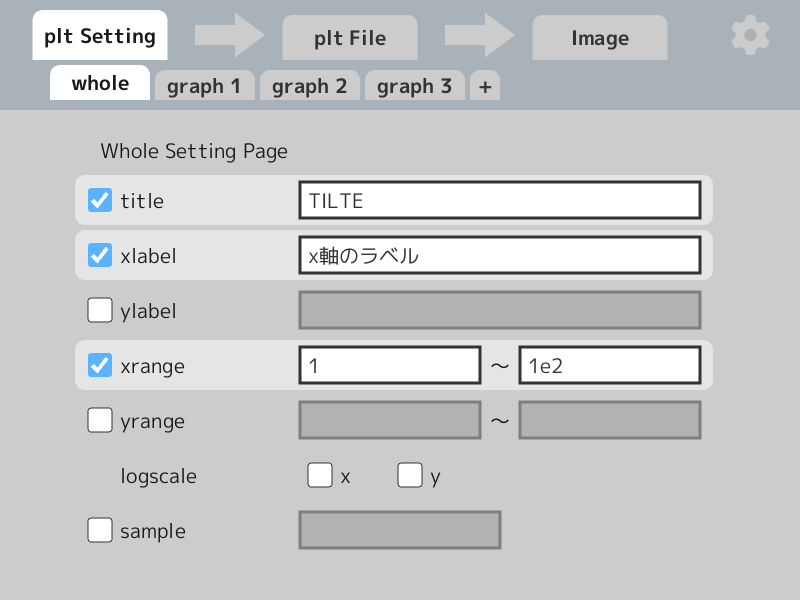 plt Setting plt File Image
whole graph 1 graph 2 graph 3 +
Whole Setting Page
title TILTE
xlabel x軸のラベル
ylabel
xrange 1 ～ 1e2
yrange ～
logscale x y
sample